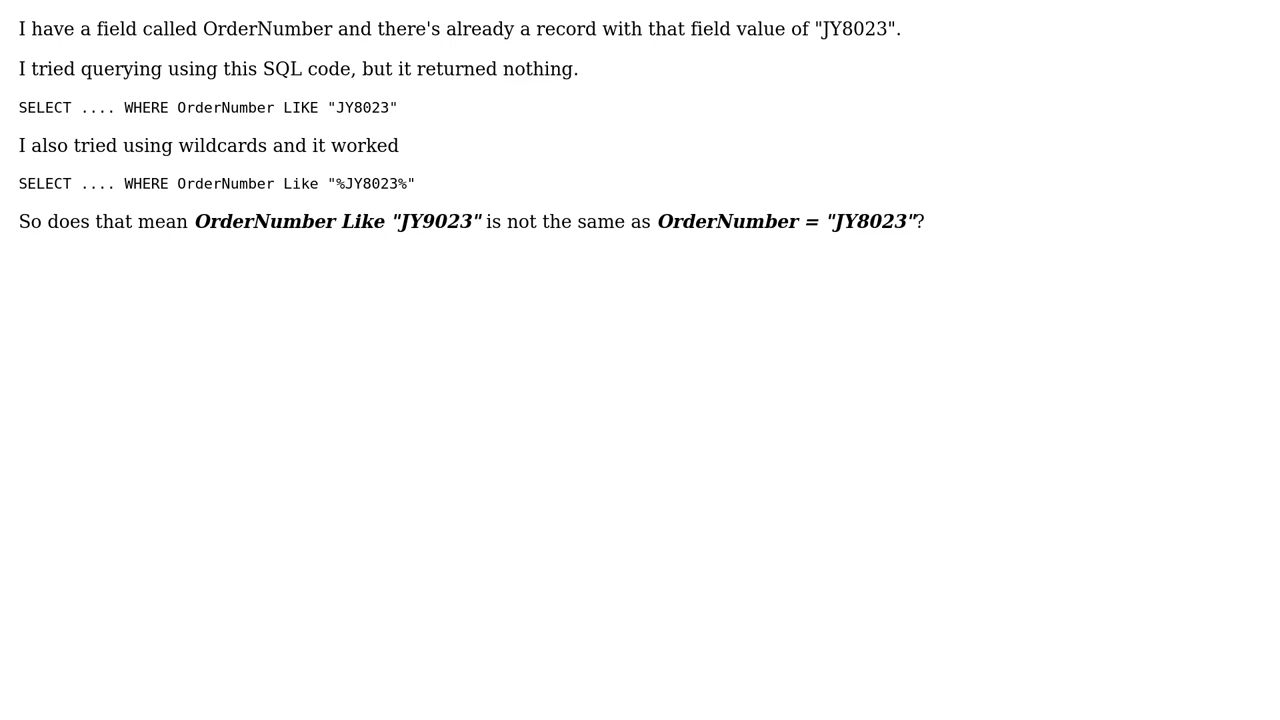 I have a field called OrderNumber and there's already a record with that field value of "JY8023".
I tried querying using this SQL code, but it returned nothing.
SELECT .... WHERE OrderNumber LIKE "JY8023"
I also tried using wildcards and it worked
SELECT .... WHERE OrderNumber Like "%JY8023%"
So does that mean OrderNumber Like "JY9023" is not the same as OrderNumber = "JY8023"?